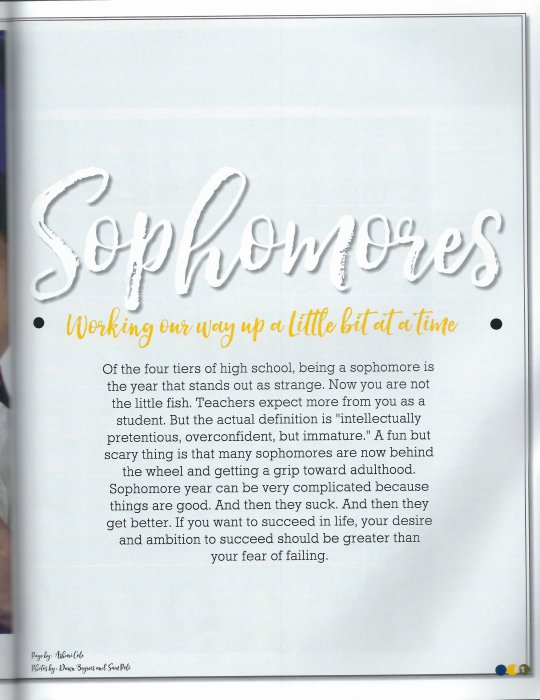 Sophomores
Working our way up a little bit at a time
Of the four tiers of high school, being a sophomore is
the year that stands out as strange. Now you are not
the little fish. Teachers expect more from you as a
student. But the actual definition is "intellectually
pretentious, overconfident, but immature." A fun but
scary thing is that many sophomores are now behind
the wheel and getting a grip toward adulthood.
Sophomore year can be very complicated because
things are good. And then they suck. And then they
get better. If you want to succeed in life, your desire
and ambition to succeed should be greater than
your fear of failing.
Page by:
Photos by: and